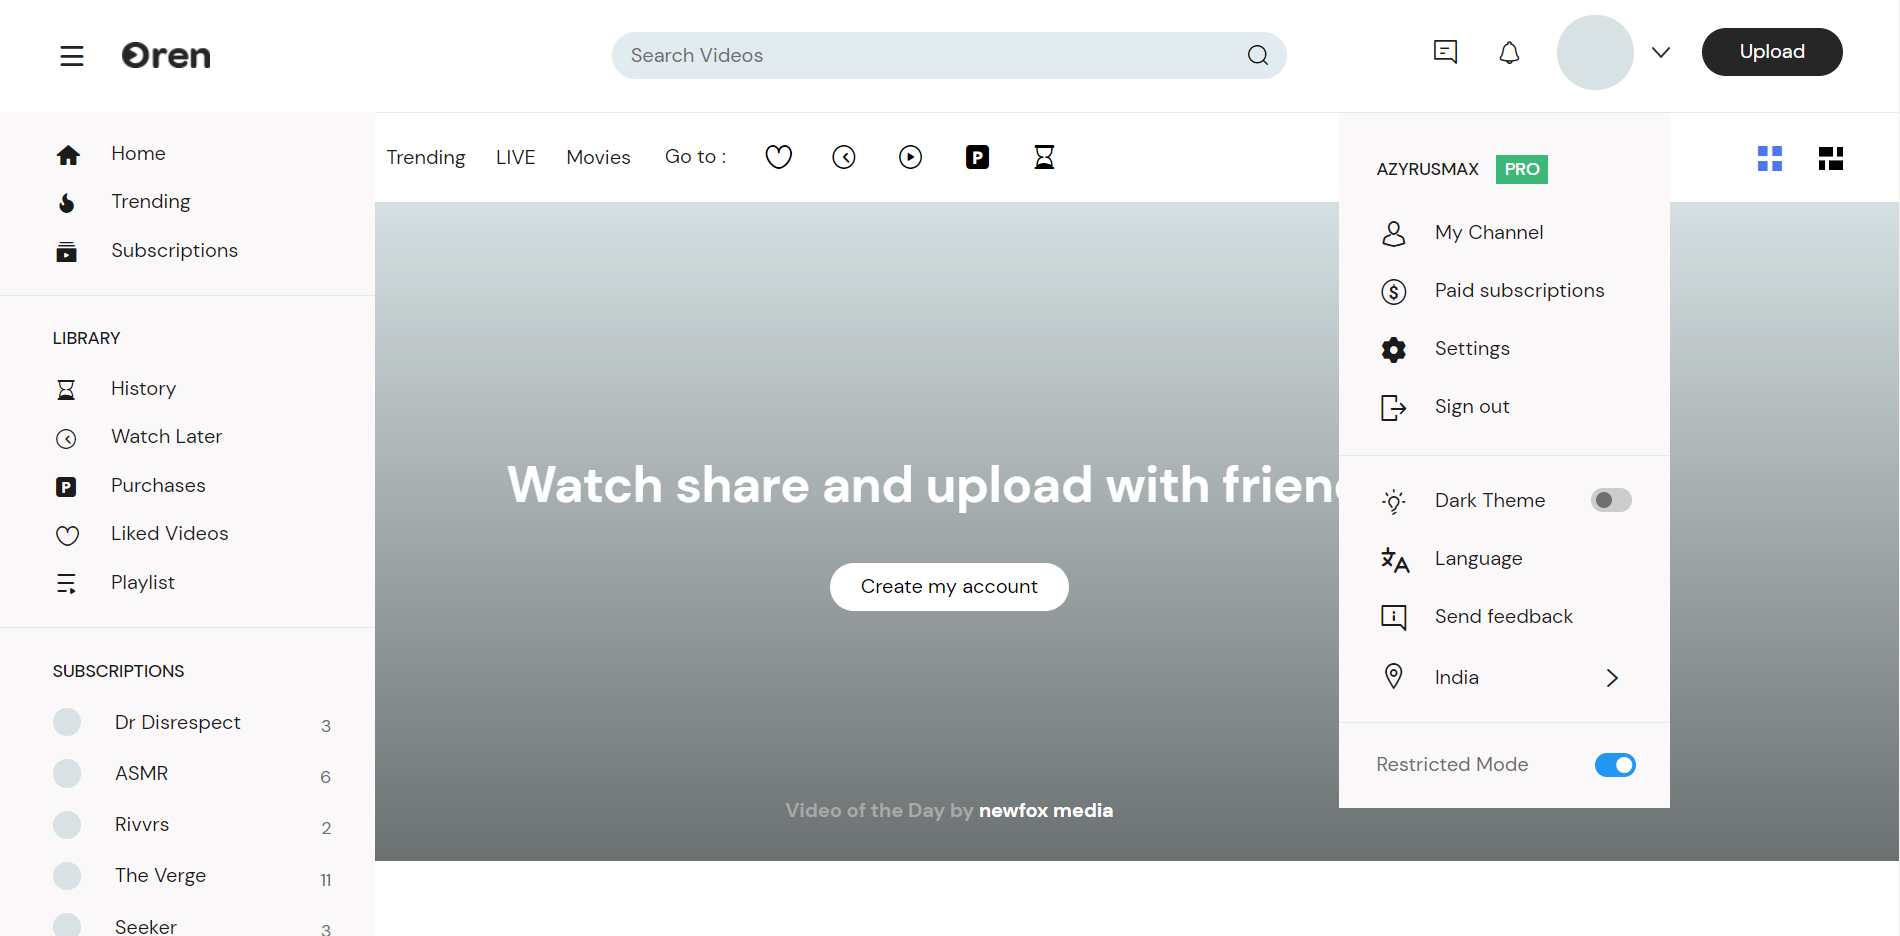 Oren
Search Videos
Upload
Home
Trending
Subscriptions
LIBRARY
History
Watch Later
P
Purchases
Liked Videos
Playlist
SUBSCRIPTIONS
Dr Disrespect 3
ASMR 6
Rivvrs 2
The Verge 11
Seeker 3
Trending LIVE Movies Go to : P
Watch share and upload with
Create my account
Video of the Day by newfox media
AZYRUSMAX PRO
My Channel
$ Paid subscriptions
Settings
Sign out
Dark Theme
文A Language
i Send feedback
India
Restricted Mode